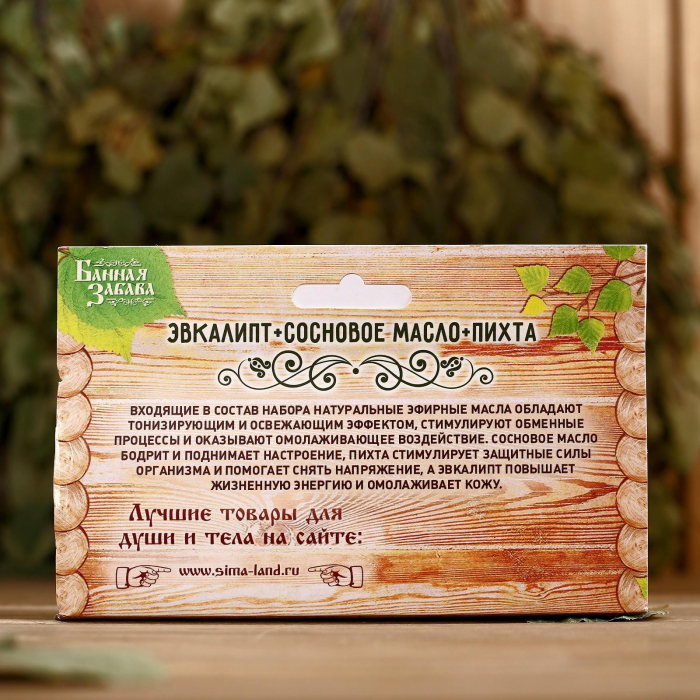 БАННАЯ
ЗАБАВА
ЭВКАЛИПТ+СОСНОВОЕ МАСЛО+ПИХТА
ВХОДЯЩИЕ В СОСТАВ НАБОРА НАТУРАЛЬНЫЕ ЭФИРНЫЕ МАСЛА ОБЛАДАЮТ
ТОНИЗИРУЮЩИМ И ОСВЕЖАЮЩИМ ЭФФЕКТОМ, СТИМУЛИРУЮТ ОБМЕННЫЕ
ПРОЦЕССЫ И ОКАЗЫВАЮТ ОМОЛАЖИВАЮЩЕЕ ВОЗДЕЙСТВИЕ. СОСНОВОЕ МАСЛО
БОДРИТ И ПОДНИМАЕТ НАСТРОЕНИЕ, ПИХТА СТИМУЛИРУЕТ ЗАЩИТНЫЕ СИЛЫ
ОРГАНИЗМА И ПОМОГАЕТ СНЯТЬ НАПРЯЖЕНИЕ, А ЭВКАЛИПТ ПОВЫШАЕТ
ЖИЗНЕННУЮ ЭНЕРГИЮ И ОМОЛАЖИВАЕТ КОЖУ.
Лучшие товары для
души и тела на сайте:
www.sima-land.ru